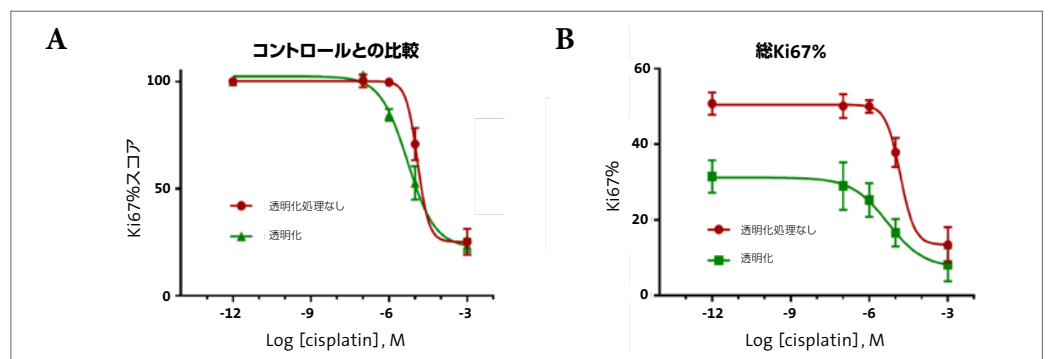 A
コントロールとの比較
Ki67%スコア
100
50
0
透明化処理なし
透明化
-12
-9
-6
-3
Log [cisplatin] , M
B
総Ki67%
Ki67%
60
40
20
0
透明化処理なし
透明化
-12
-9
-6
-3
Log [cisplatin] , M